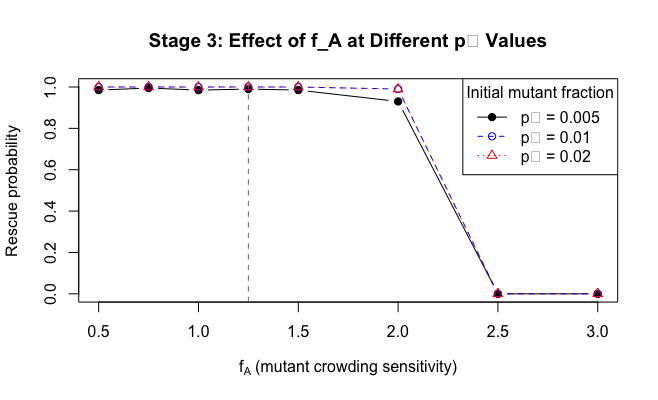 Stage 3: Effect of f_A at Different p□ Values
Rescue probability
1.0
0.8
0.6
0.4
0.2
0.0
Initial mutant fraction
p□ = 0.005
p□ = 0.01
p□ = 0.02
0.5
1.0
1.5
2.0
2.5
3.0
f_A (mutant crowding sensitivity)